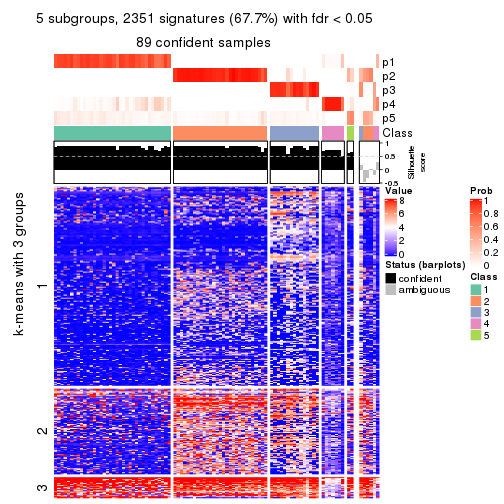 5 subgroups, 2351 signatures (67.7%) with fdr < 0.05
89 confident samples
p1
p2
p3
p4
p5
Class
1
0.5
0
-0.5
Silhouette
score
k-means with 3 groups
1
2
3
Value
8
6
4
2
0
Status (barplots)
confident
ambiguous
Prob
1
0.8
0.6
0.4
0.2
0
Class
1
2
3
4
5